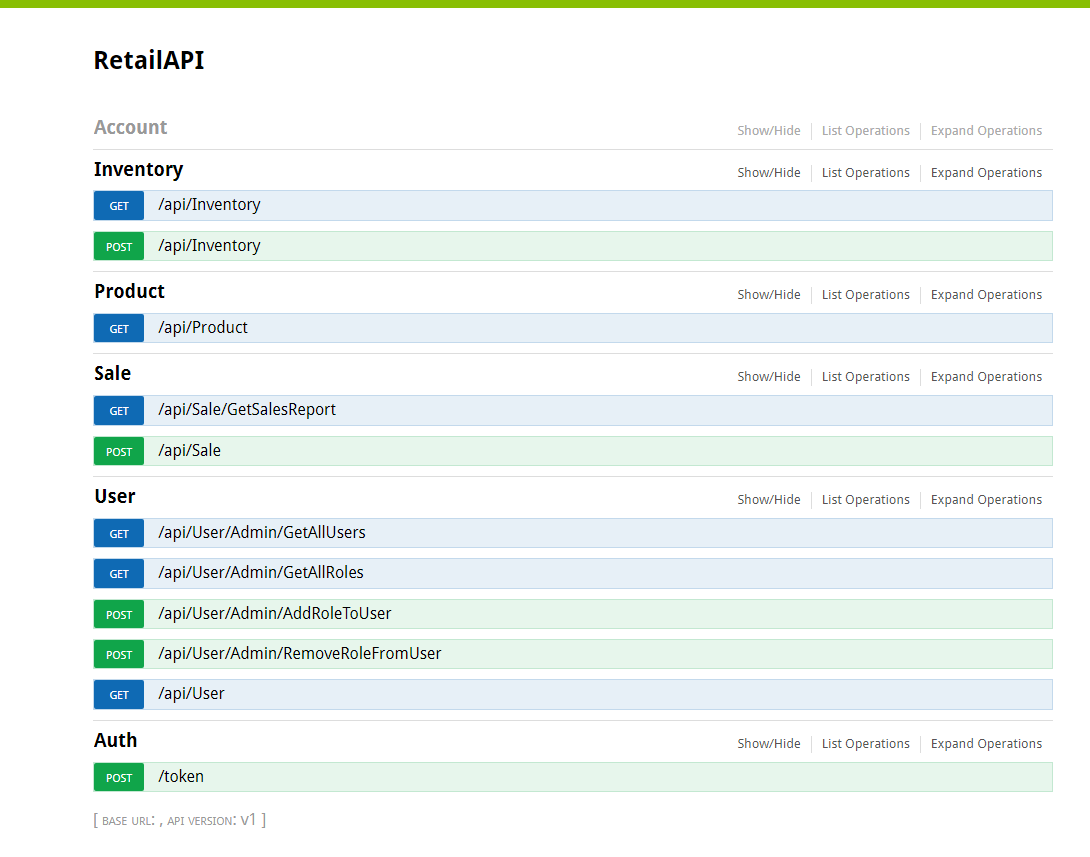 RetailAPI
Account Show/Hide List Operations Expand Operations
Inventory Show/Hide List Operations Expand Operations
GET /api/Inventory
POST /api/Inventory
Product Show/Hide List Operations Expand Operations
GET /api/Product
Sale Show/Hide List Operations Expand Operations
GET /api/Sale/GetSalesReport
POST /api/Sale
User Show/Hide List Operations Expand Operations
GET /api/User/Admin/GetAllUsers
GET /api/User/Admin/GetAllRoles
POST /api/User/Admin/AddRoleToUser
POST /api/User/Admin/RemoveRoleFromUser
GET /api/User
Auth Show/Hide List Operations Expand Operations
POST /token
[ BASE URL: , API VERSION: v1 ]